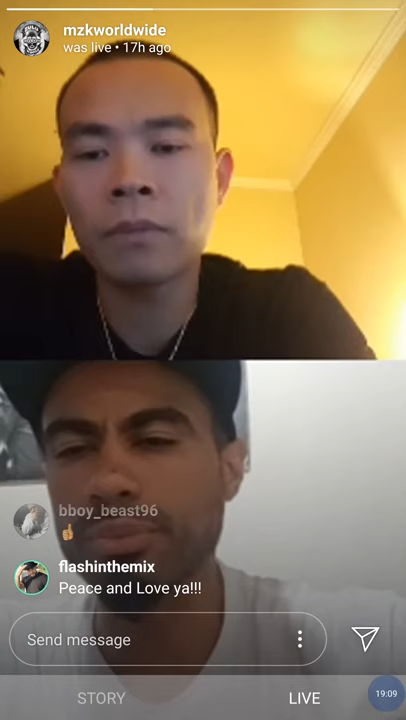 mzkworldwide
was live • 17h ago
bboy_beast96
👍
flashinthemix
Peace and Love ya!!!
Send message
STORY
LIVE
19:09